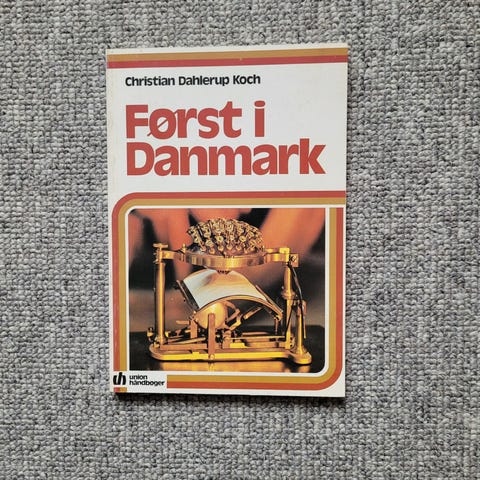 Christian Dahlerup Koch
Først i
Danmark
uh union
håndbøger